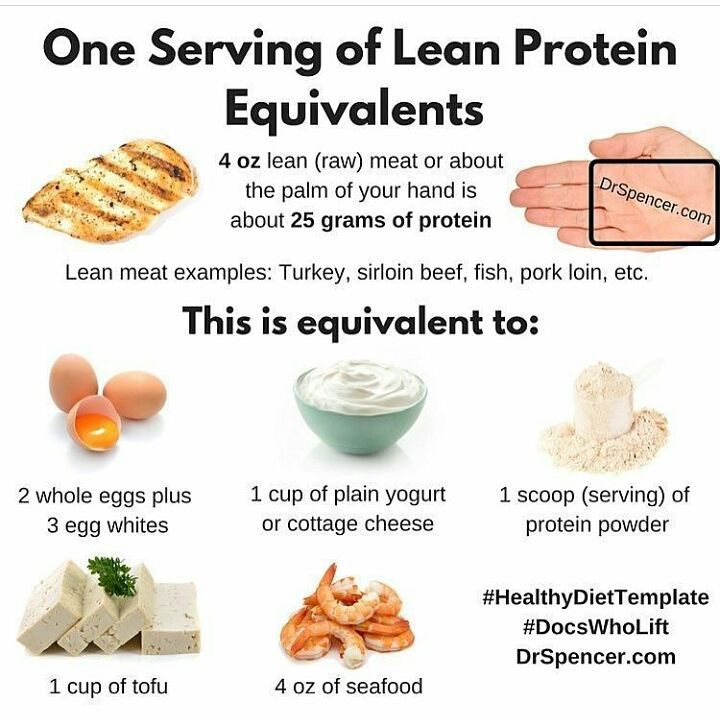 One Serving of Lean Protein
Equivalents
4 oz lean (raw) meat or about
the palm of your hand is
about 25 grams of protein
DrSpencer.com
Lean meat examples: Turkey, sirloin beef, fish, pork loin, etc.
This is equivalent to:
2 whole eggs plus
3 egg whites
1 cup of plain yogurt
or cottage cheese
1 scoop (serving) of
protein powder
1 cup of tofu
4 oz of seafood
#HealthyDietTemplate
#DocsWhoLift
DrSpencer.com